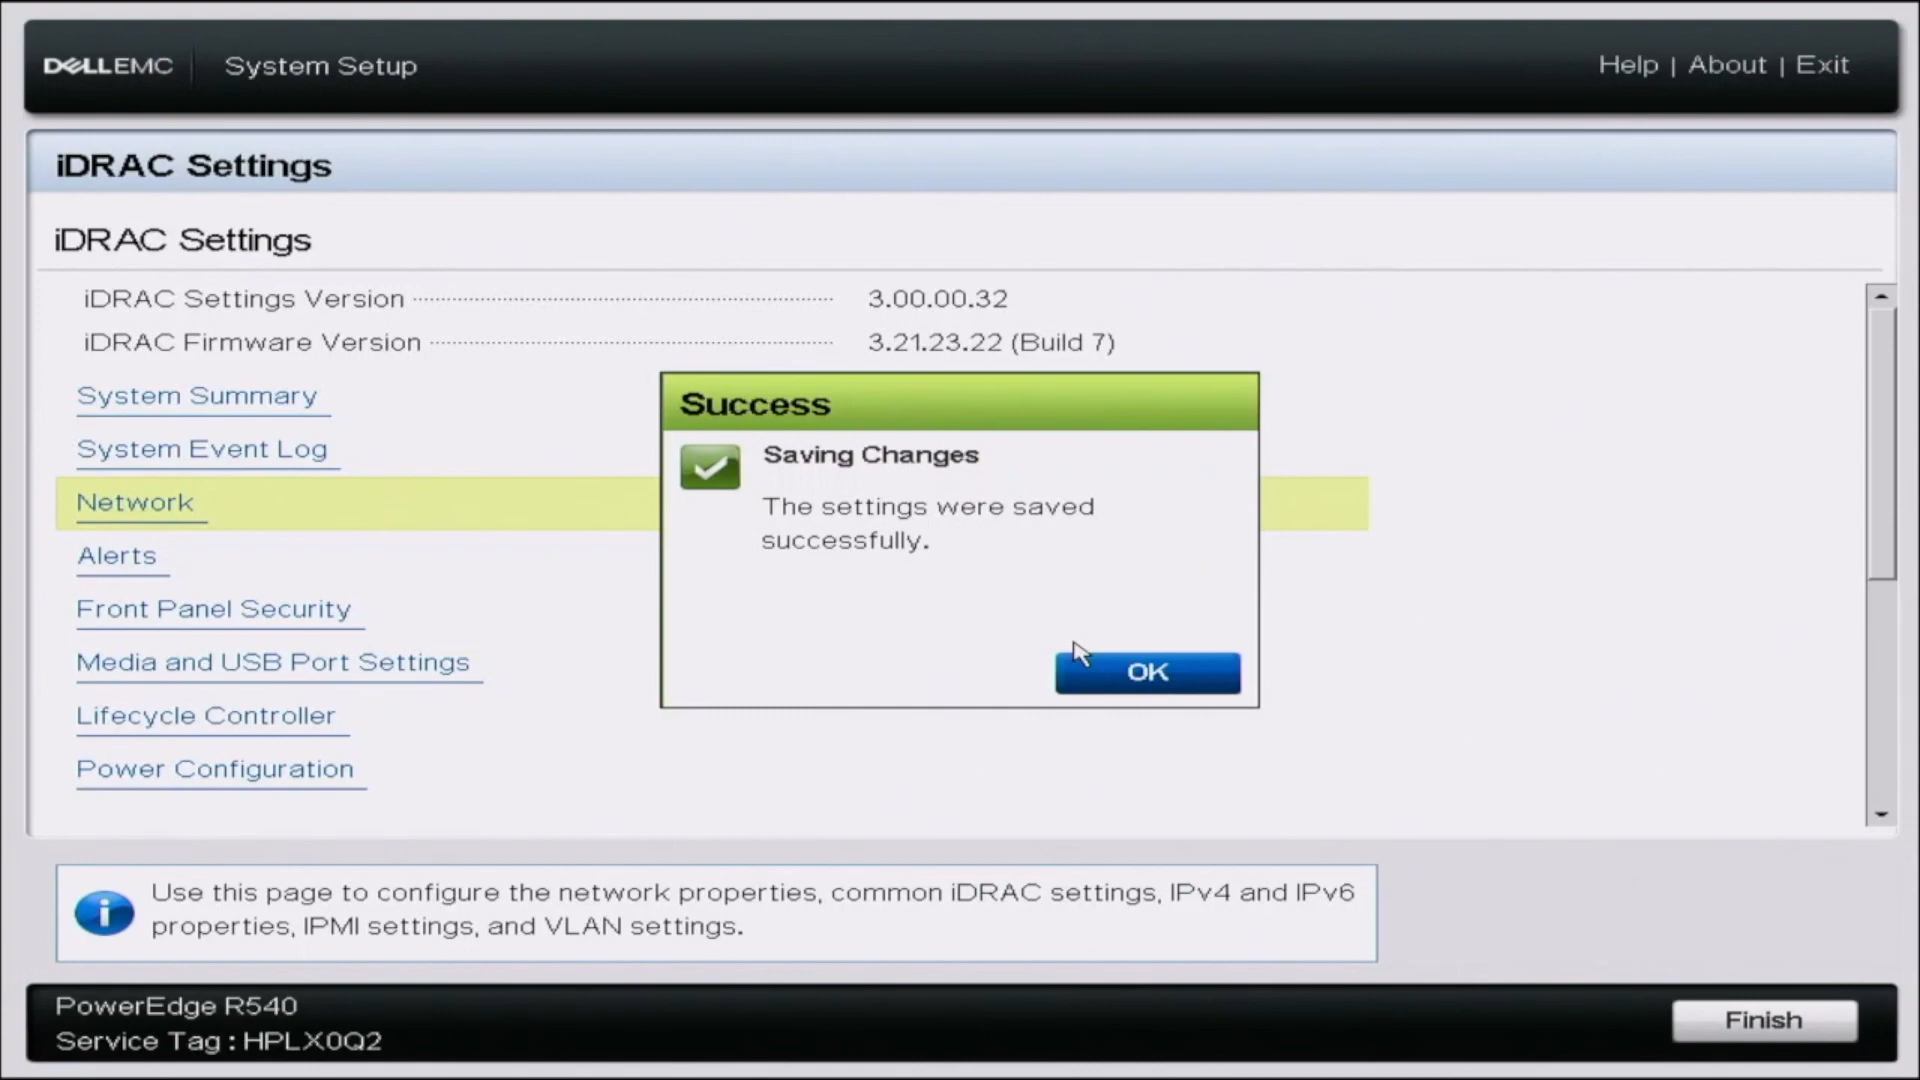 DELLEMC System Setup Help | About | Exit
iDRAC Settings
iDRAC Settings
iDRAC Settings Version 3.00.00.32
iDRAC Firmware Version 3.21.23.22 (Build 7)
System Summary
System Event Log
Network
Alerts
Front Panel Security
Media and USB Port Settings
Lifecycle Controller
Power Configuration
Success
Saving Changes
The settings were saved
successfully.
OK
Use this page to configure the network properties, common iDRAC settings, IPv4 and IPv6
properties, IPMI settings, and VLAN settings.
PowerEdge R540
Service Tag : HPLX0Q2
Finish